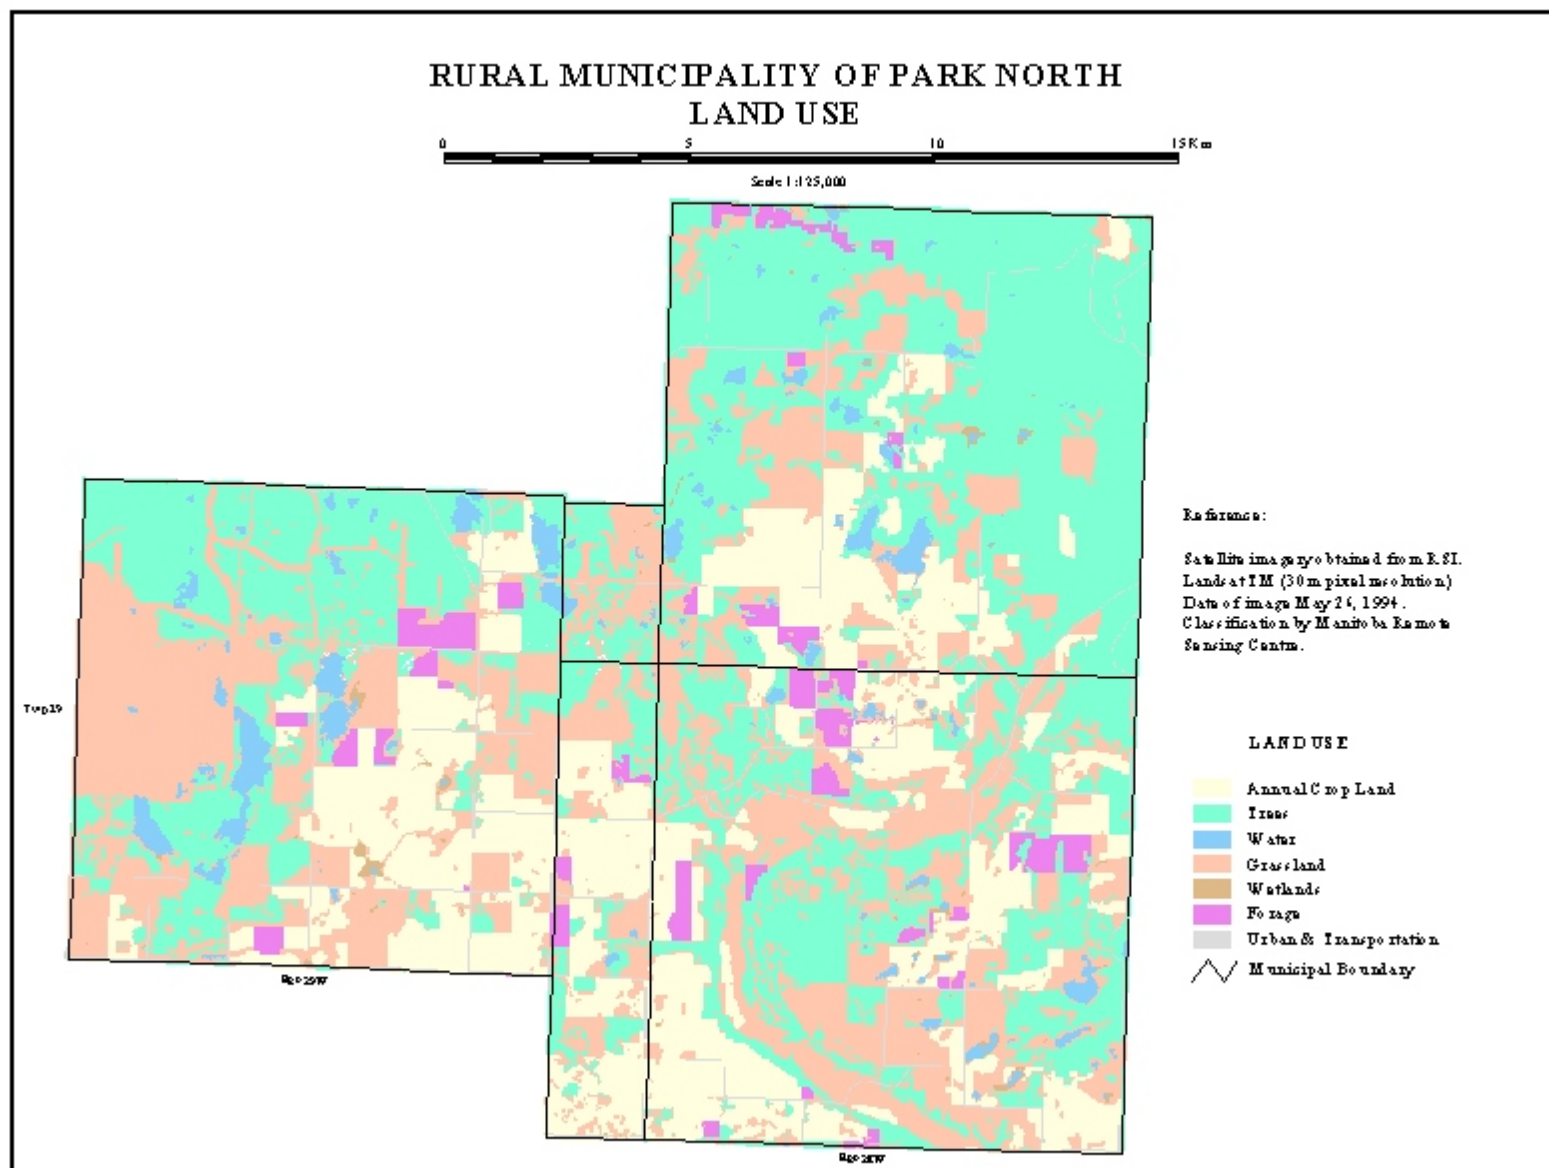 RURAL MUNICIPALITY OF PARK NORTH
LAND USE
0 5 10 15 Km
Scale 1:125,000
Reference:
Satellite imagery obtained from RSI.
Landsat TM (30 m pixel resolution)
Date of image May 26, 1994.
Classification by Manitoba Remote
Sensing Centre.
Twp 19
LAND USE
Annual Crop Land
Trees
Water
Grassland
Wetlands
Forage
Urban & Transportation
Municipal Boundary